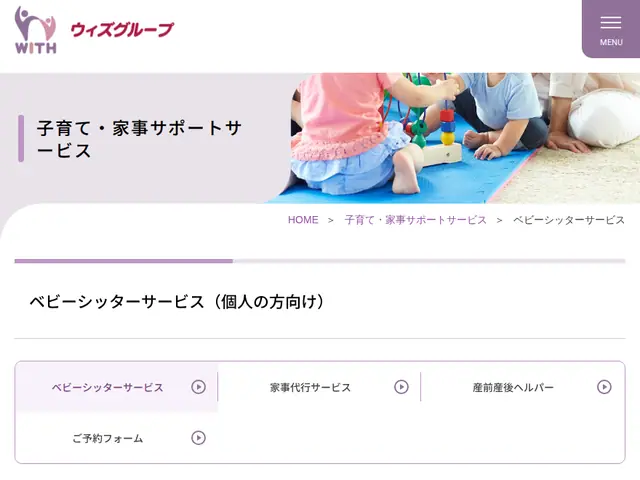 WITH
ウィズグループ
MENU
子育て・家事サポートサ
ービス
HOME > 子育て・家事サポートサービス > ベビーシッターサービス
ベビーシッターサービス（個人の方向け）
ベビーシッターサービス
家事代行サービス
産前産後ヘルパー
ご予約フォーム